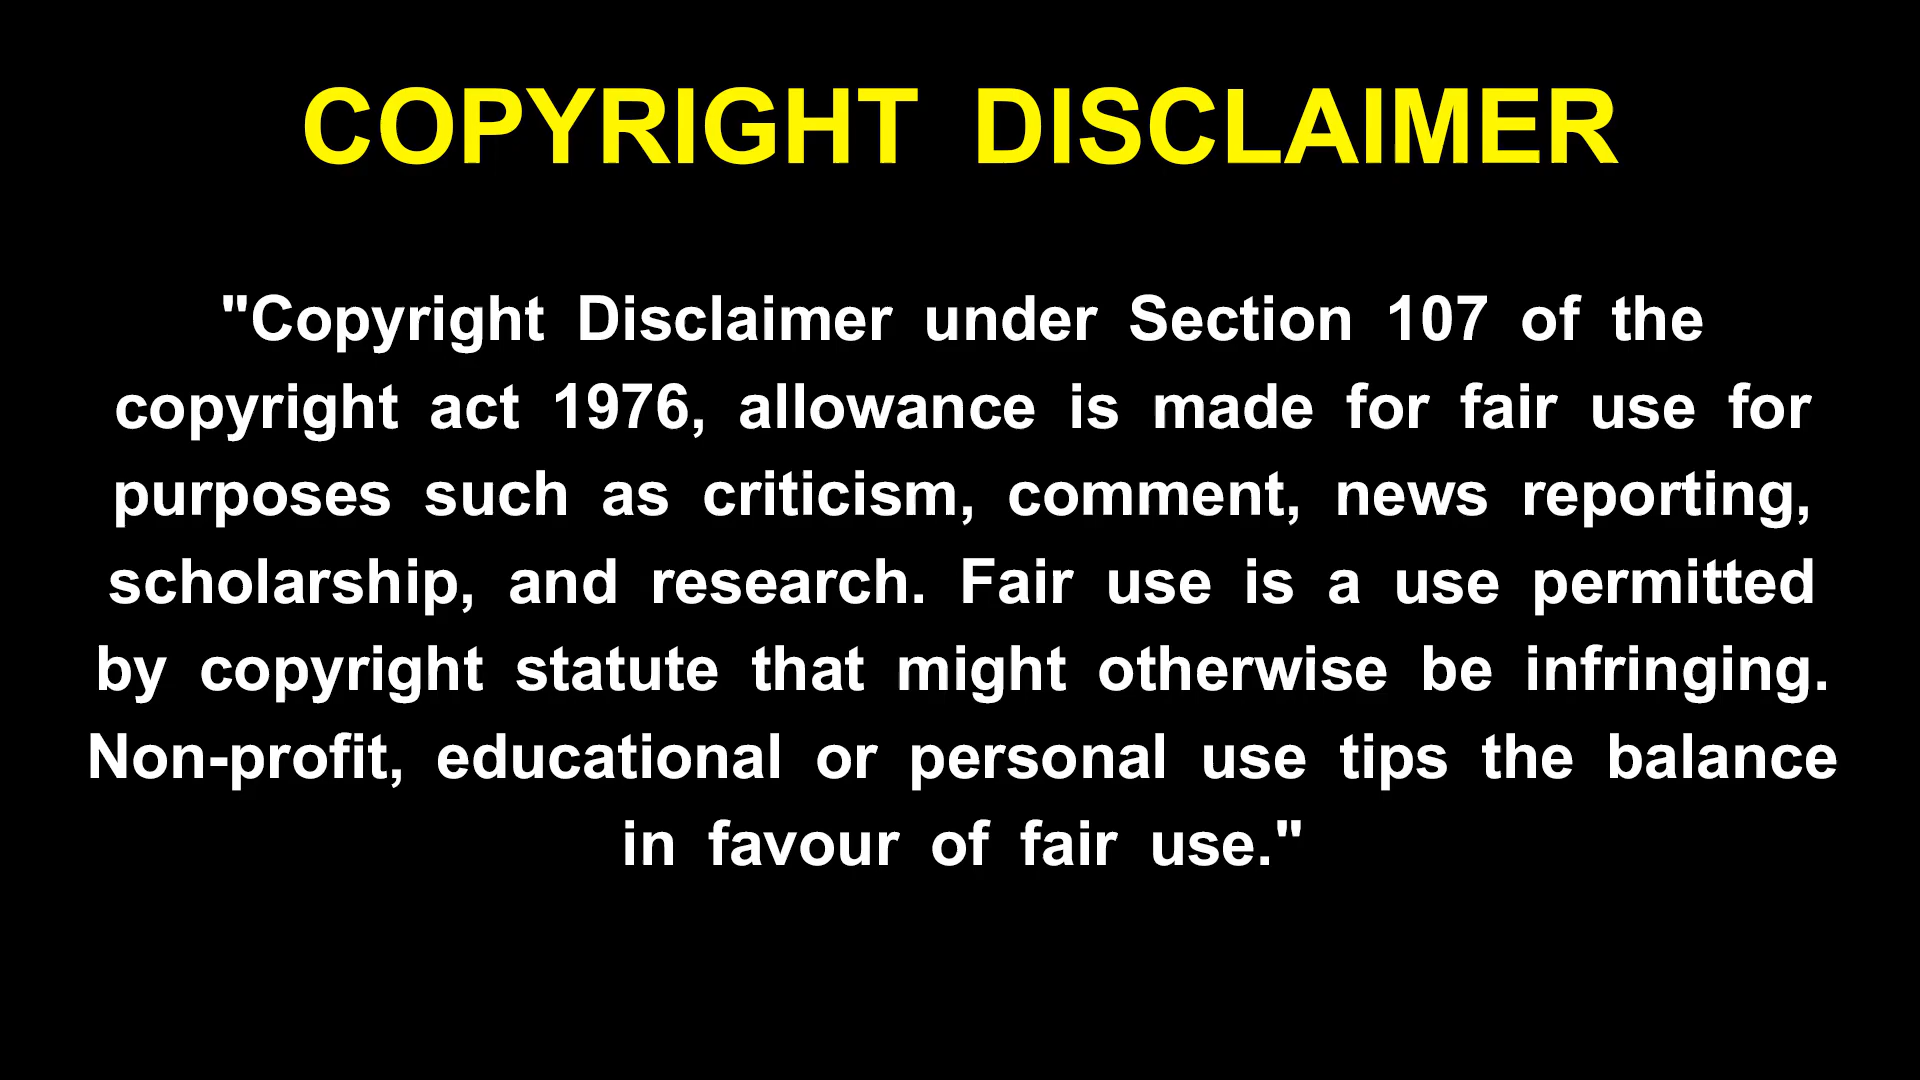 COPYRIGHT DISCLAIMER
"Copyright Disclaimer under Section 107 of the
copyright act 1976, allowance is made for fair use for
purposes such as criticism, comment, news reporting,
scholarship, and research. Fair use is a use permitted
by copyright statute that might otherwise be infringing.
Non-profit, educational or personal use tips the balance
in favour of fair use."